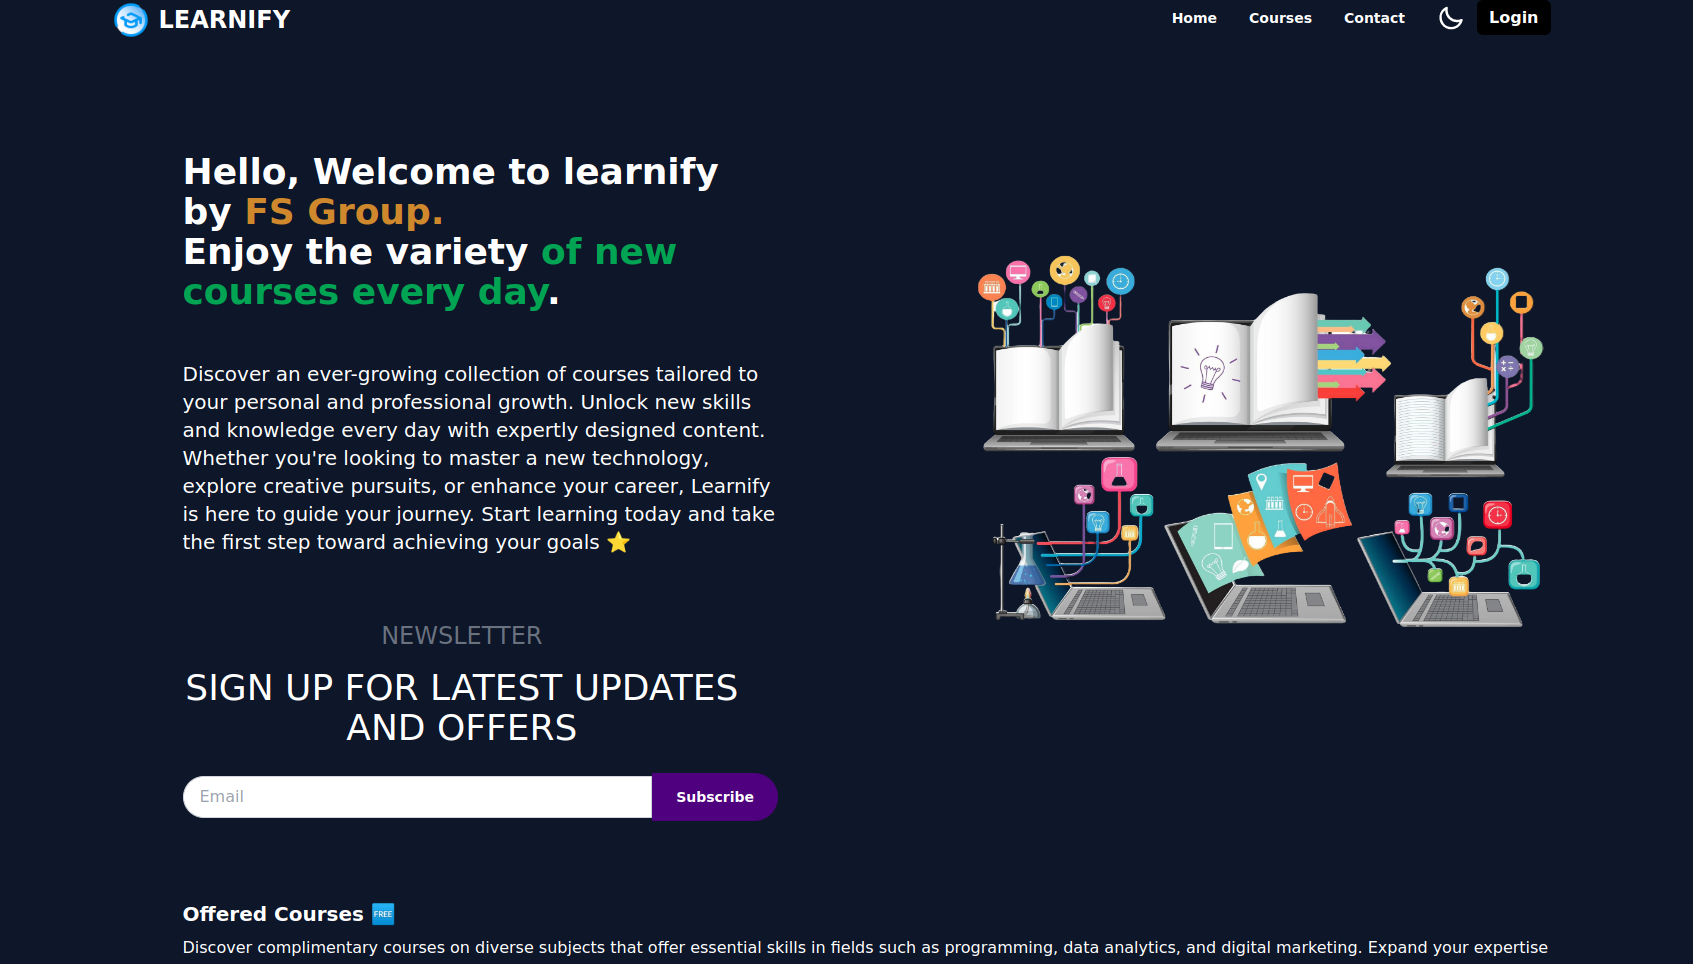 LEARNIFY
Home Courses Contact Login
Hello, Welcome to learnify
by FS Group.
Enjoy the variety of new
courses every day.
Discover an ever-growing collection of courses tailored to
your personal and professional growth. Unlock new skills
and knowledge every day with expertly designed content.
Whether you're looking to master a new technology,
explore creative pursuits, or enhance your career, Learnify
is here to guide your journey. Start learning today and take
the first step toward achieving your goals ⭐
NEWSLETTER
SIGN UP FOR LATEST UPDATES
AND OFFERS
Email
Subscribe
Offered Courses 🆓
Discover complimentary courses on diverse subjects that offer essential skills in fields such as programming, data analytics, and digital marketing. Expand your expertise